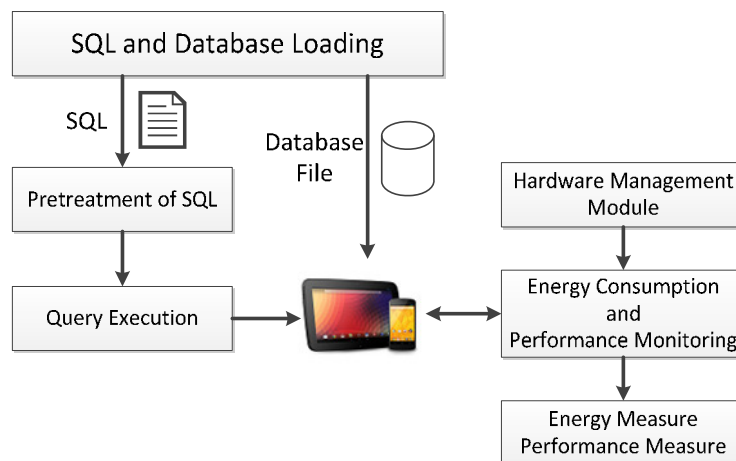 SQL and Database Loading
SQL
Database
File
Pretreatment of SQL
Hardware Management
Module
Query Execution
Energy Consumption
and
Performance Monitoring
Energy Measure
Performance Measure